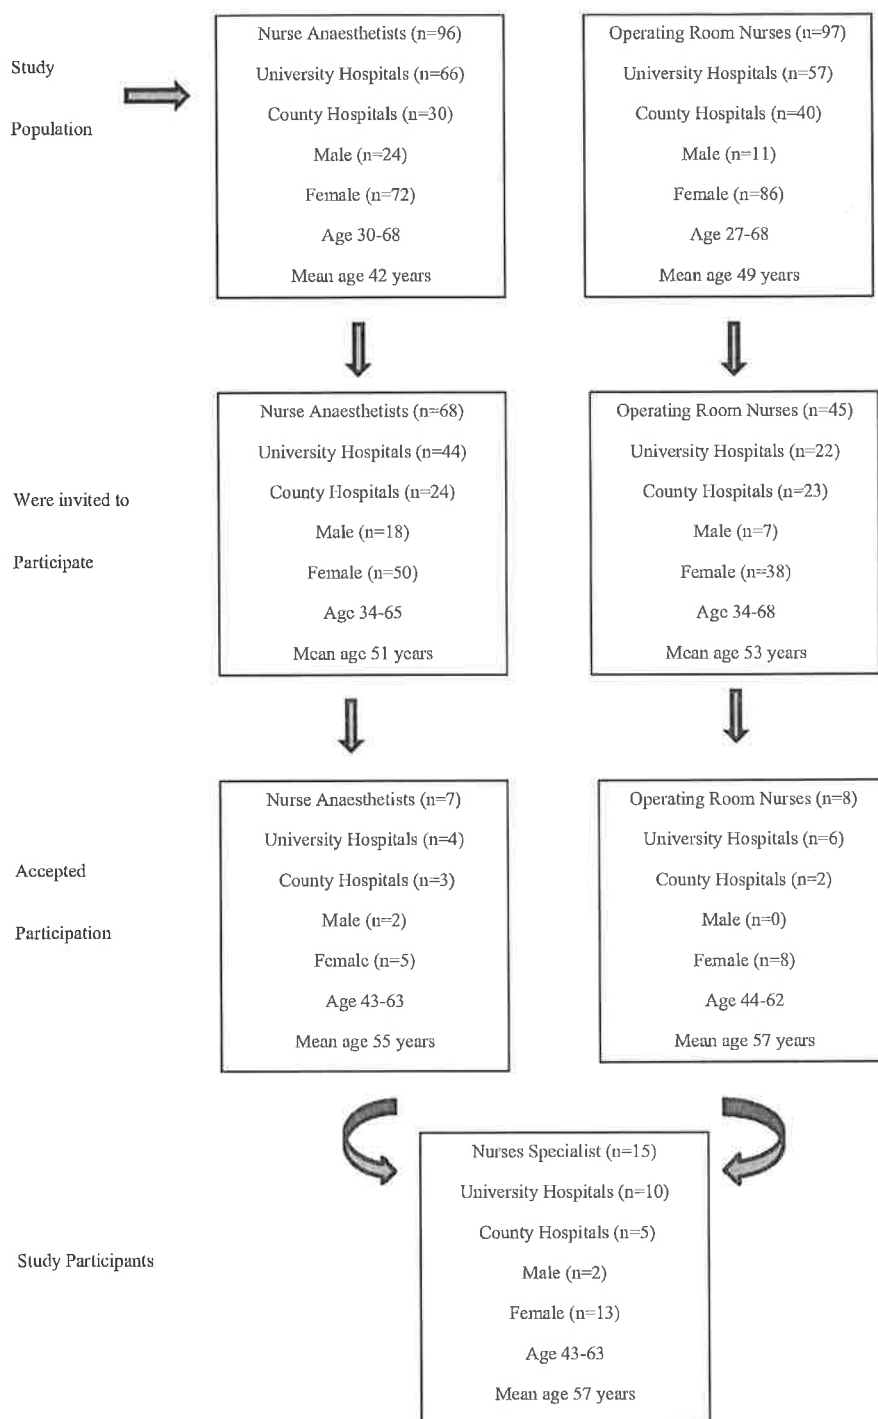 Study
Population
Nurse Anaesthetists (n=96)
University Hospitals (n=66)
County Hospitals (n=30)
Male (n=24)
Female (n=72)
Age 30-68
Mean age 42 years
Operating Room Nurses (n=97)
University Hospitals (n=57)
County Hospitals (n=40)
Male (n=11)
Female (n=86)
Age 27-68
Mean age 49 years
Were invited to
Participate
Nurse Anaesthetists (n=68)
University Hospitals (n=44)
County Hospitals (n=24)
Male (n=18)
Female (n=50)
Age 34-65
Mean age 51 years
Operating Room Nurses (n=45)
University Hospitals (n=22)
County Hospitals (n=23)
Male (n=7)
Female (n=38)
Age 34-68
Mean age 53 years
Accepted
Participation
Nurse Anaesthetists (n=7)
University Hospitals (n=4)
County Hospitals (n=3)
Male (n=2)
Female (n=5)
Age 43-63
Mean age 55 years
Operating Room Nurses (n=8)
University Hospitals (n=6)
County Hospitals (n=2)
Male (n=0)
Female (n=8)
Age 44-62
Mean age 57 years
Study Participants
Nurses Specialist (n=15)
University Hospitals (n=10)
County Hospitals (n=5)
Male (n=2)
Female (n=13)
Age 43-63
Mean age 57 years